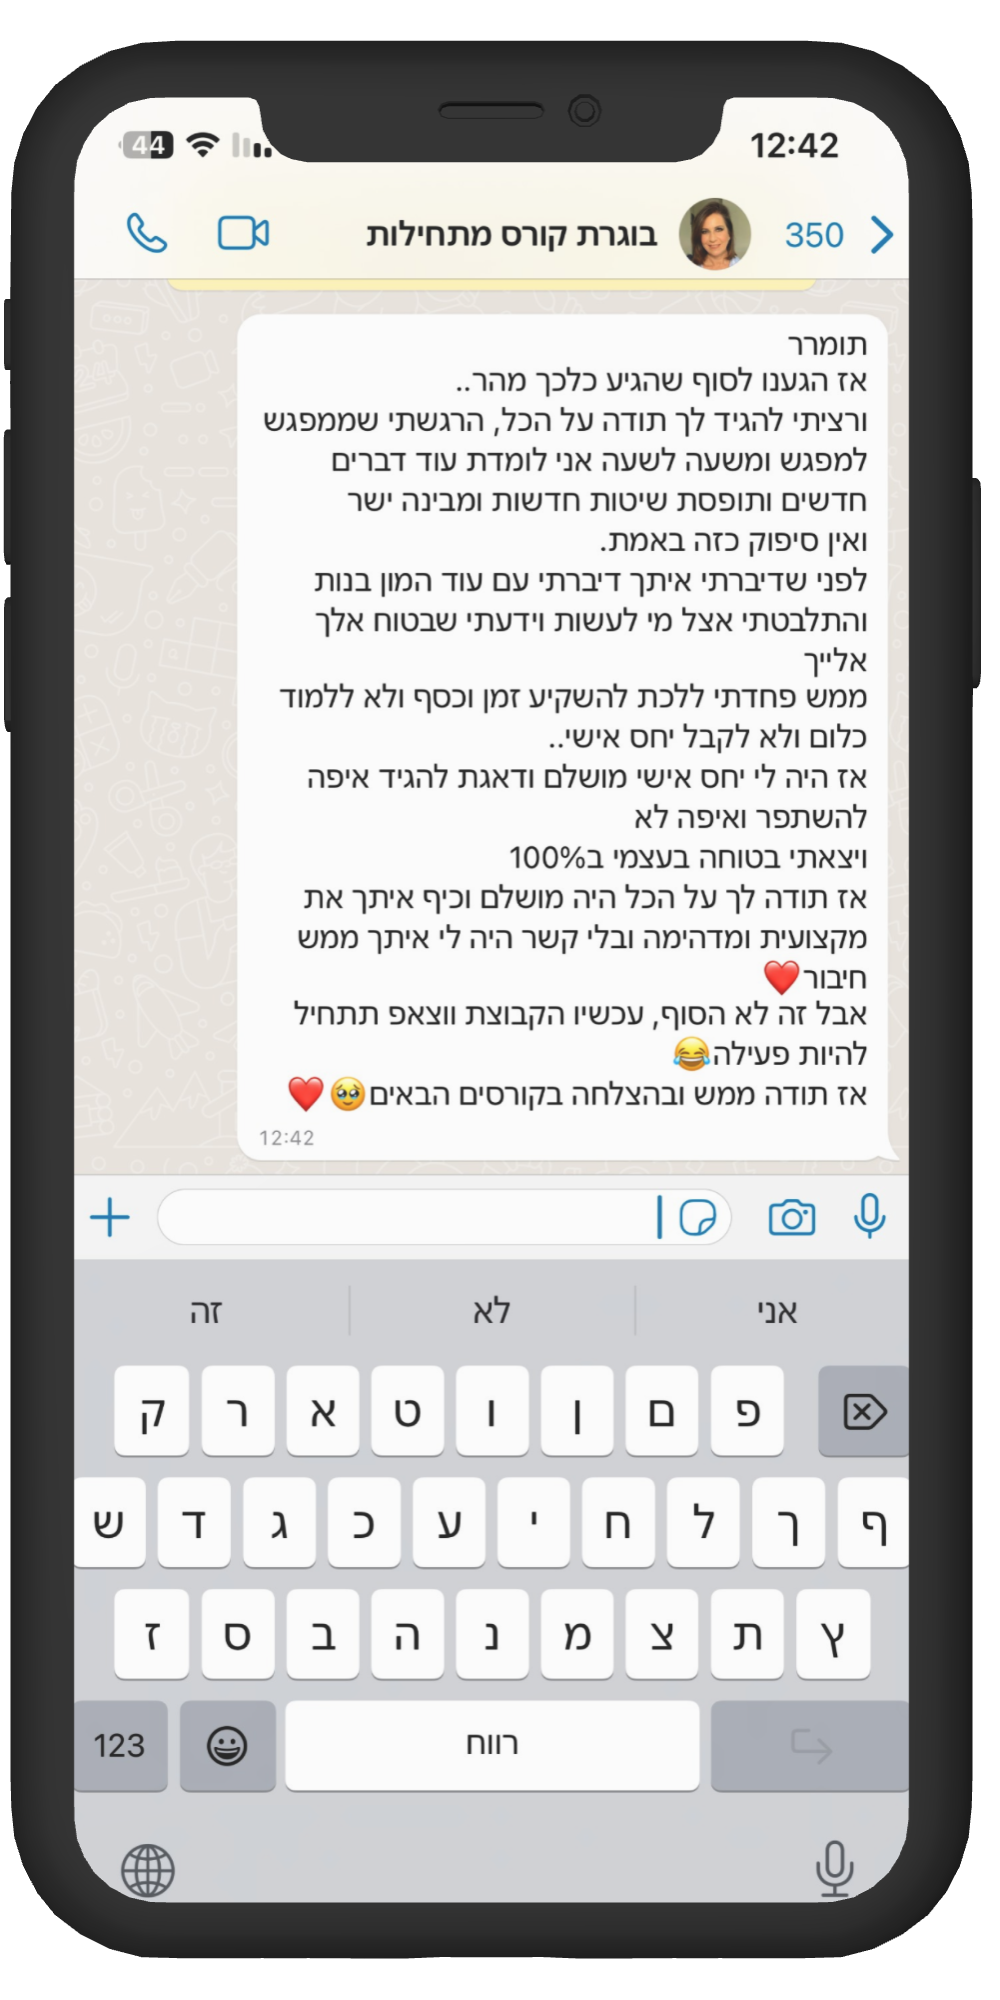 12:42
44
350
בוגרת קורס מתחילות
תומררר
אז הגענו לסוף שהגיע כלכך מהר..
ורציתי להגיד לך תודה על הכל, הרגשתי שממפגש
למפגש ומשעה לשעה אני לומדת עוד דברים
חדשים ותופסת שיטות חדשות ומבינה ישר
ואין סיפוק כזה באמת.
לפני שדיברתי איתך דיברתי עם עוד המון בנות
והתלבטתי אצל מי לעשות וידעתי שבטוח אלך
אלייך
ממש פחדתי ללכת להשקיע זמן וכסף ולא ללמוד
כלום ולא לקבל יחס אישי..
אז היה לי יחס אישי מושלם ודאגת להגיד איפה
להשתפר ואיפה לא
ויצאתי בטוחה בעצמי ב100%
אז תודה לך על הכל היה מושלם וכיף איתך את
מקצועית ומדהימה ובלי קשר היה לי איתך ממש
חיבור❤️
אבל זה לא הסוף, עכשיו הקבוצת ווצאפ תתחיל
להיות פעילה😂
אז תודה ממש ובהצלחה בקורסים הבאים🥹❤️
12:42
אני לא זה
פ ם ן ו ט א ר ק
ף ך ל ח י ע כ ג ד ש
ץ ת צ מ נ ה ב ס ז
רווח 123